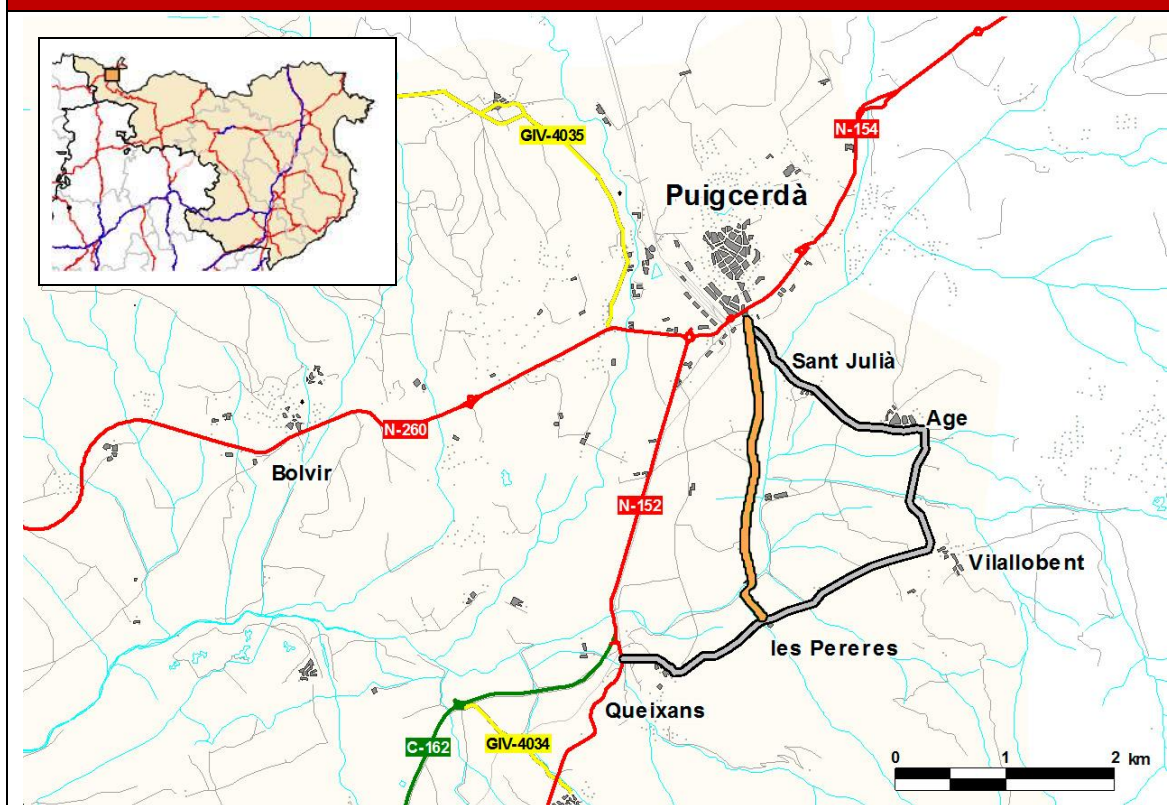 GIV-4035
N-154
Puigcerdà
Sant Julià
Age
N-260
Bolvir
N-152
Vilallobent
les Pereres
Queixans
C-162
GIV-4034
0 1 2 km